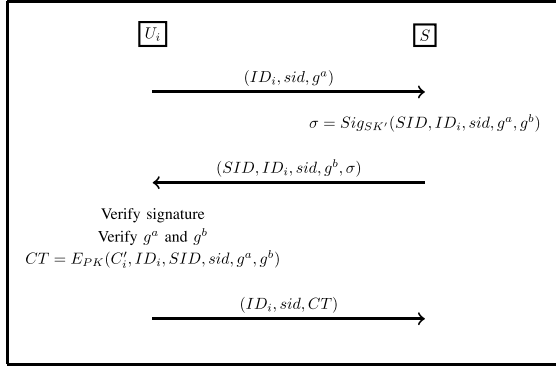 U_i S
(ID_i, sid, g^a)
σ = Sig_{SK'}(SID, ID_i, sid, g^a, g^b)
(SID, ID_i, sid, g^b, σ)
Verify signature
Verify g^a and g^b
CT = E_{PK}(C'_i, ID_i, SID, sid, g^a, g^b)
(ID_i, sid, CT)